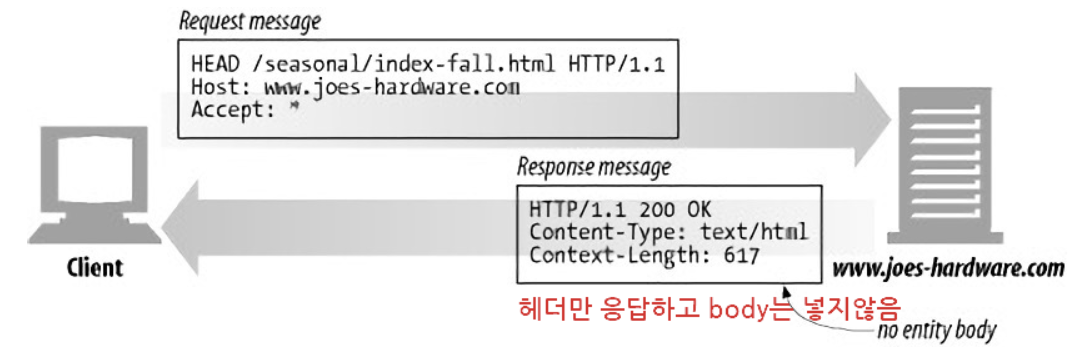 Request message
HEAD /seasonal/index-fall.html HTTP/1.1
Host: www.joes-hardware.com
Accept: *
Response message
HTTP/1.1 200 OK
Content-Type: text/html
Context-Length: 617
Client
www.joes-hardware.com
헤더만 응답하고 body는 넣지않음
no entity body